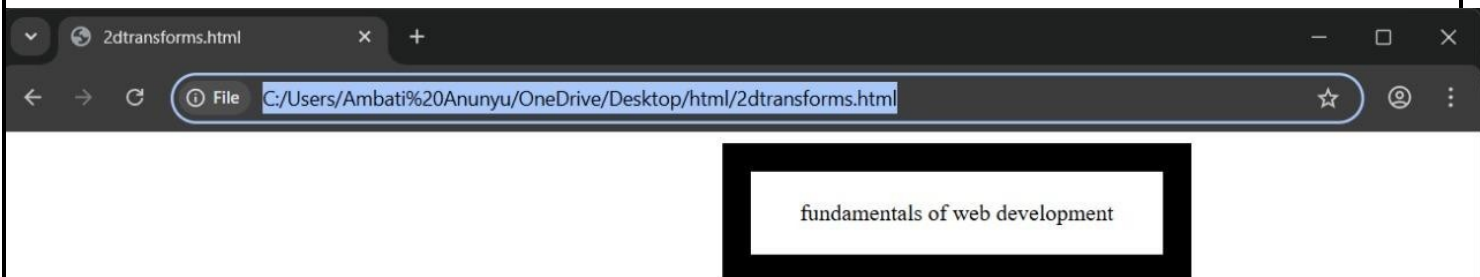 2dtransforms.html
File C:/Users/Ambati%20Anunyu/OneDrive/Desktop/html/2dtransforms.html
fundamentals of web development